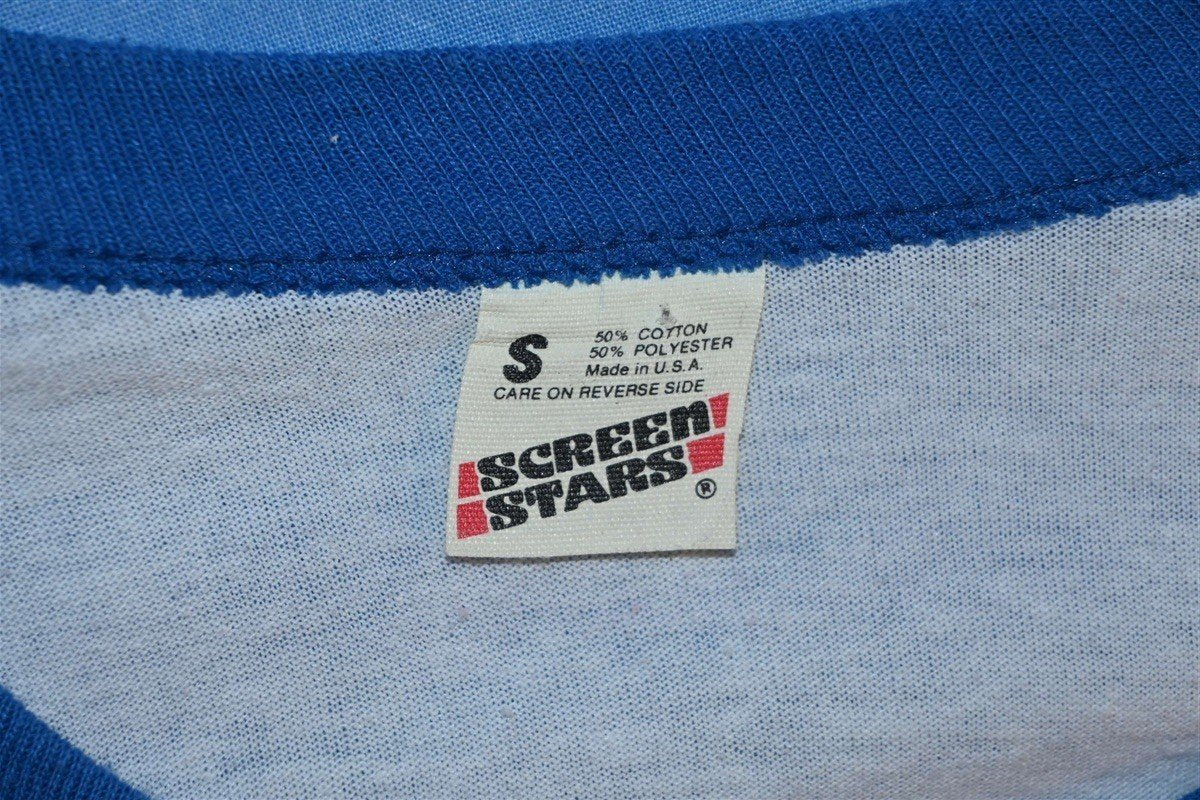 S
50% COTTON
50% POLYESTER
Made in U.S.A.
CARE ON REVERSE SIDE
SCREEN
STARS
®